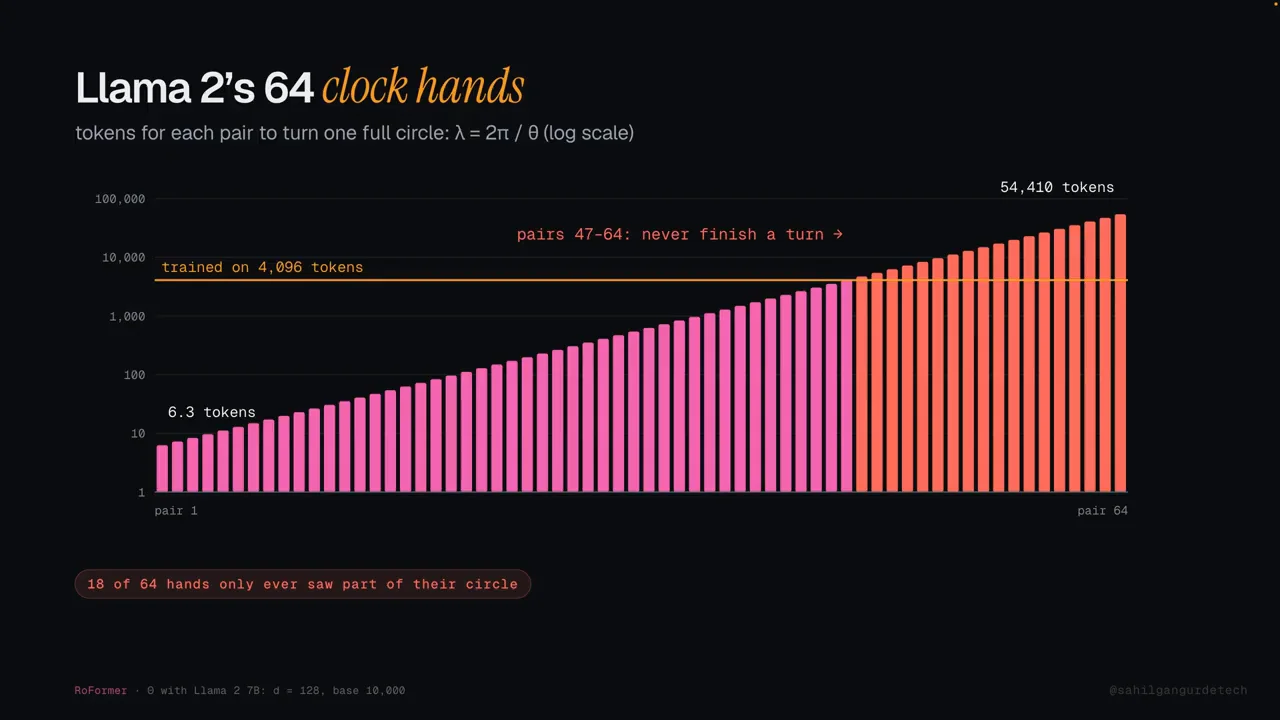 Llama 2’s 64 clock hands
tokens for each pair to turn one full circle: λ = 2π / θ (log scale)
54,410 tokens
100,000
pairs 47–64: never finish a turn →
10,000
trained on 4,096 tokens
1,000
100
6.3 tokens
10
1
pair 1
pair 64
18 of 64 hands only ever saw part of their circle
RoFormer · Θ with Llama 2 7B: d = 128, base 10,000
@sahilgangurdetech